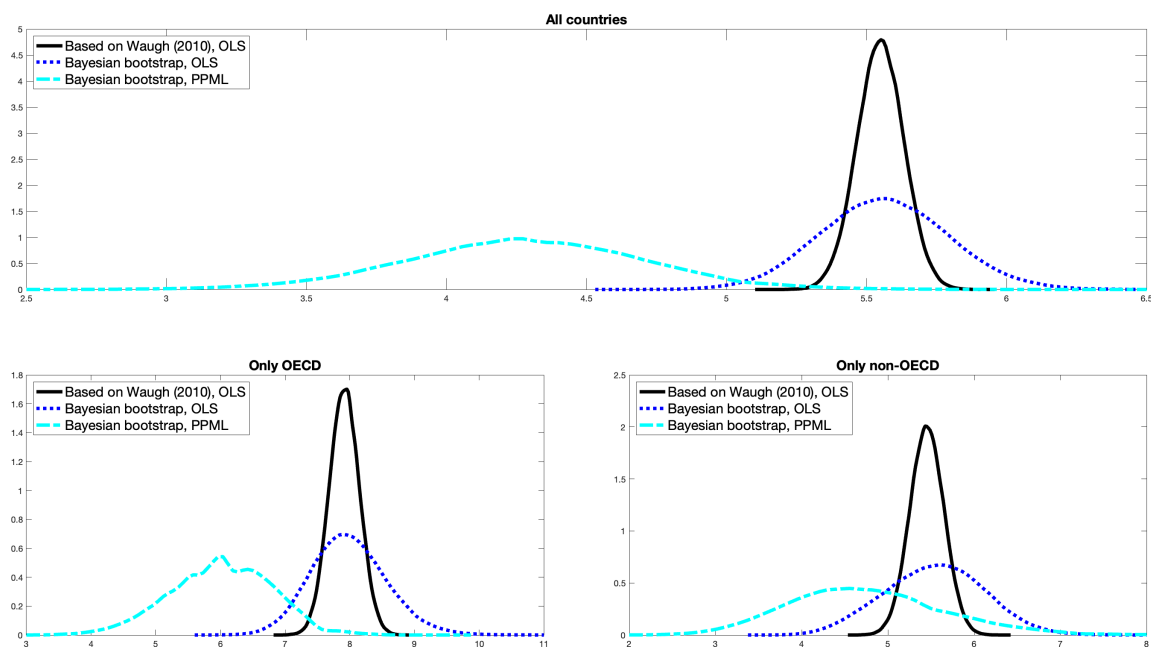 All countries
5
4.5
4
3.5
3
2.5
2
1.5
1
0.5
0
Based on Waugh (2010), OLS
Bayesian bootstrap, OLS
Bayesian bootstrap, PPML
2.5 3 3.5 4 4.5 5 5.5 6 6.5
Only OECD
1.8
1.6
1.4
1.2
1
0.8
0.6
0.4
0.2
0
Based on Waugh (2010), OLS
Bayesian bootstrap, OLS
Bayesian bootstrap, PPML
3 4 5 6 7 8 9 10 11
Only non-OECD
2.5
2
1.5
1
0.5
0
Based on Waugh (2010), OLS
Bayesian bootstrap, OLS
Bayesian bootstrap, PPML
2 3 4 5 6 7 8